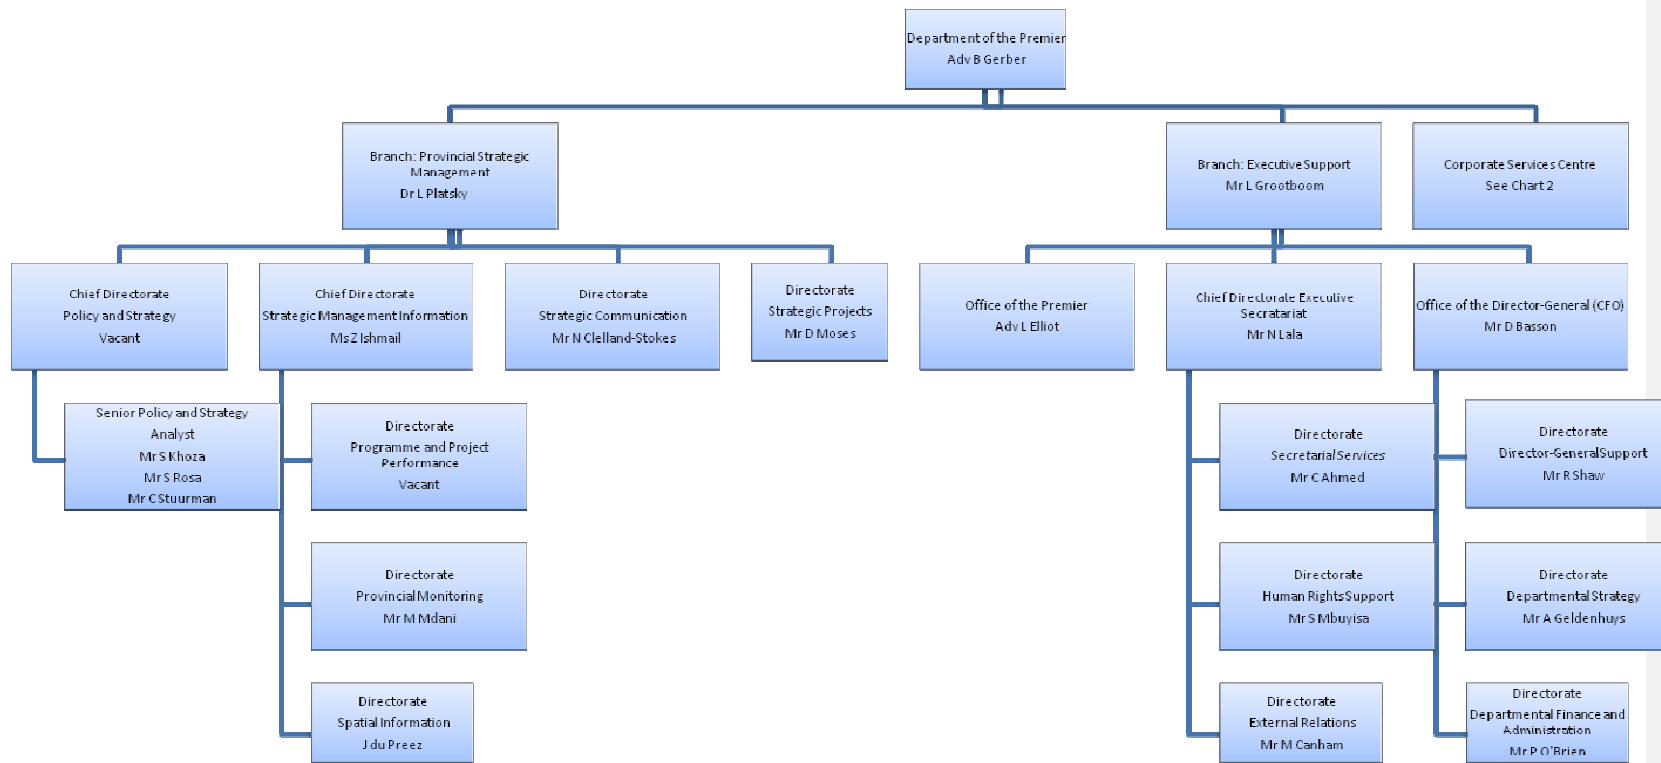 Department of the Premier
Adv B Gerber
Branch: Provincial Strategic
Management
Dr L Platsky
Branch: Executive Support
Mr L Grootboom
Corporate Services Centre
See Chart 2
Chief Directorate
Policy and Strategy
Vacant
Chief Directorate
Strategic Management Information
Ms Z Ishmail
Directorate
Strategic Communication
Mr N Clelland-Stokes
Directorate
Strategic Projects
Mr D Moses
Office of the Premier
Adv L Elliot
Chief Directorate Executive
Secretariat
Mr N Lala
Office of the Director-General (CFO)
Mr D Basson
Senior Policy and Strategy
Analyst
Mr S Khoza
Mr S Rosa
Mr C Stuurman
Directorate
Programme and Project
Performance
Vacant
Directorate
Secretarial Services
Mr C Ahmed
Directorate
Director-General Support
Mr R Shaw
Directorate
Provincial Monitoring
Mr M Mdani
Directorate
Human Rights Support
Mr S Mbuyisa
Directorate
Departmental Strategy
Mr A Geldenhuys
Directorate
Spatial Information
J du Preez
Directorate
External Relations
Mr M Canham
Directorate
Departmental Finance and
Administration
Mr P O'Brien